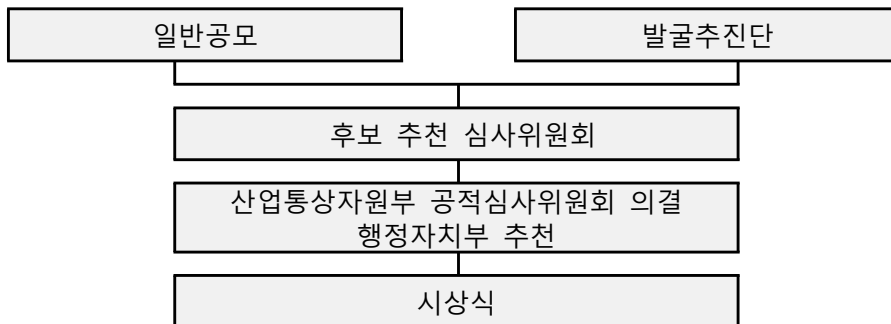 일반공모
발굴추진단
후보 추천 심사위원회
산업통상자원부 공적심사위원회 의결
행정자치부 추천
시상식